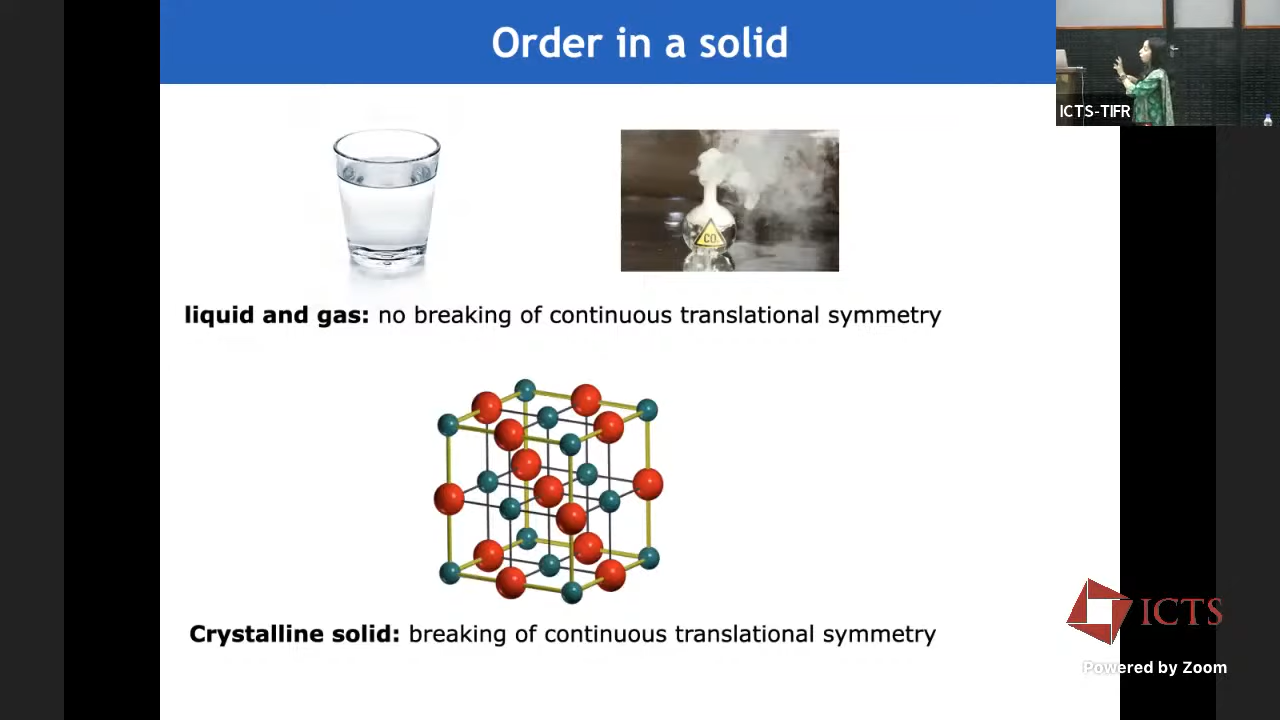 Order in a solid
ICTS-TIFR
CO
liquid and gas: no breaking of continuous translational symmetry
Crystalline solid: breaking of continuous translational symmetry
ICTS
Powered by Zoom